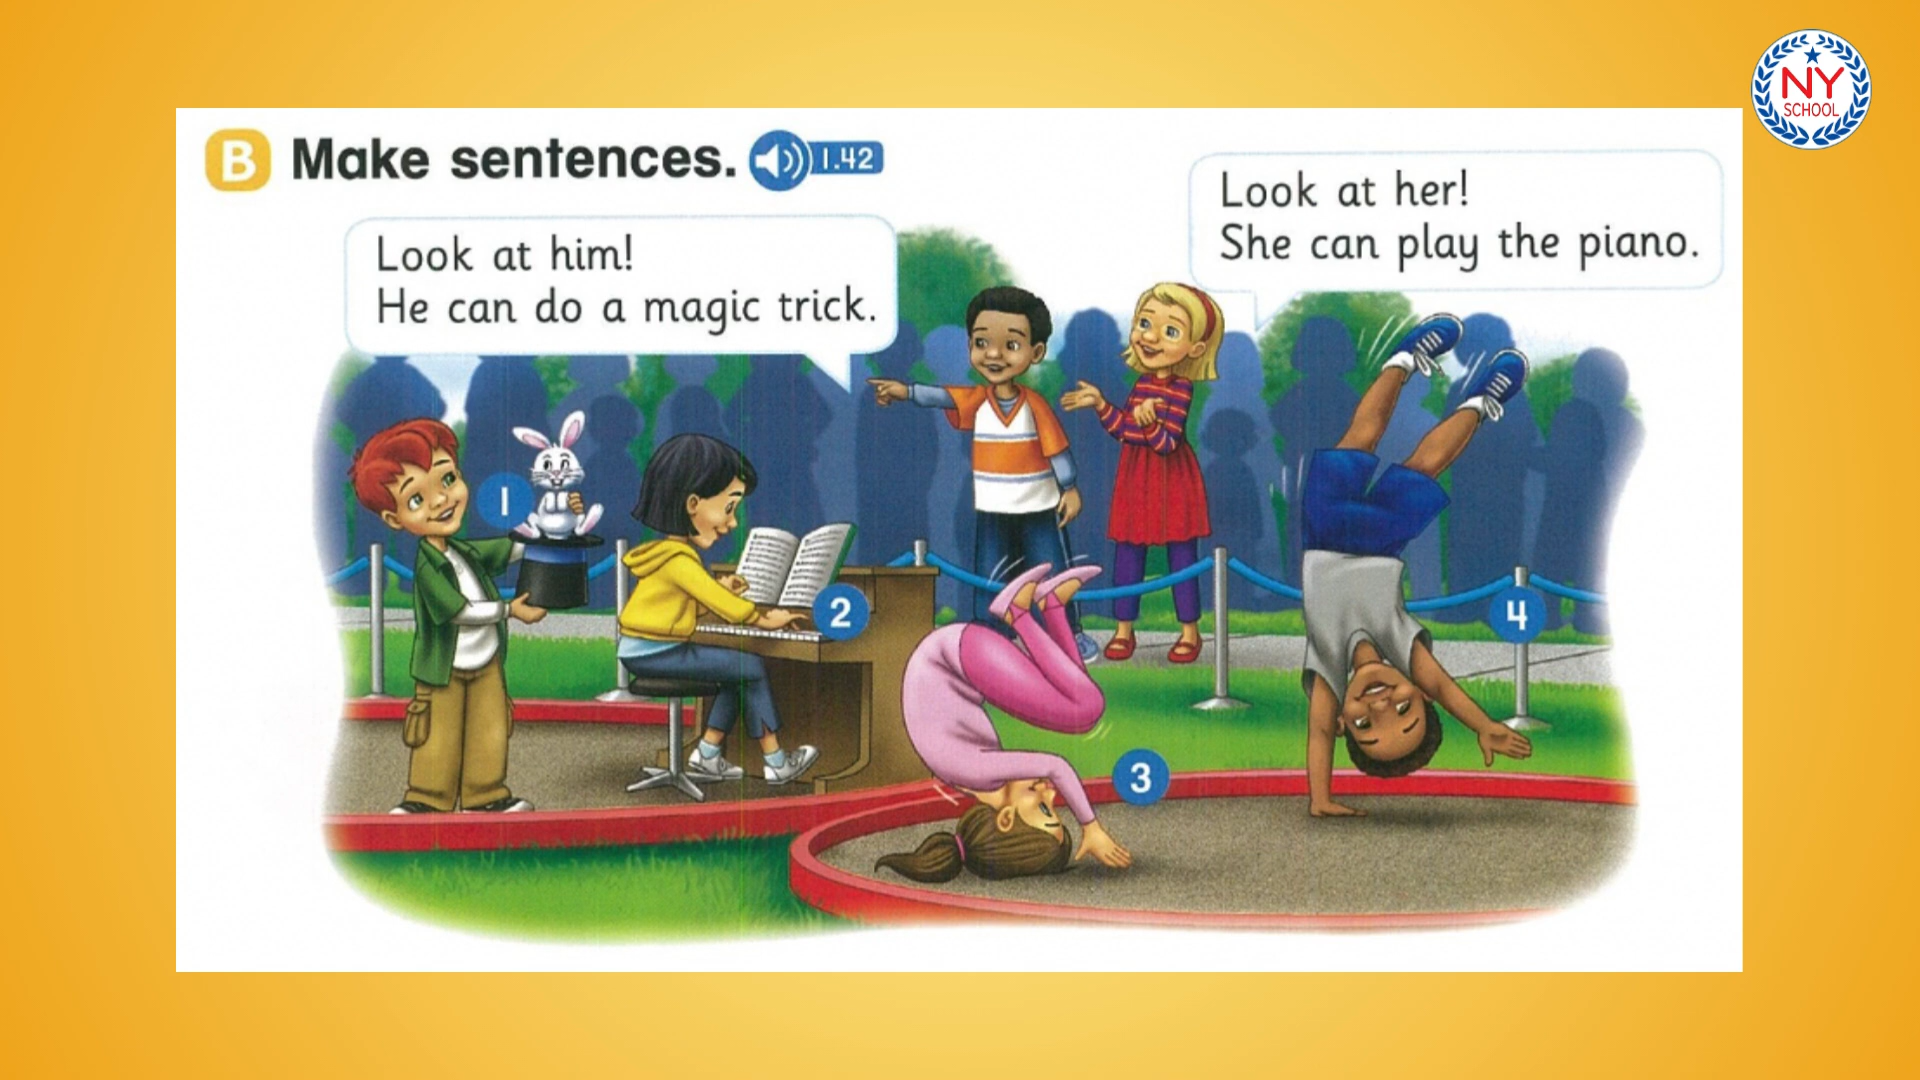 NY
SCHOOL
B Make sentences. 1.42
Look at him!
He can do a magic trick.
Look at her!
She can play the piano.
1
2
3
4